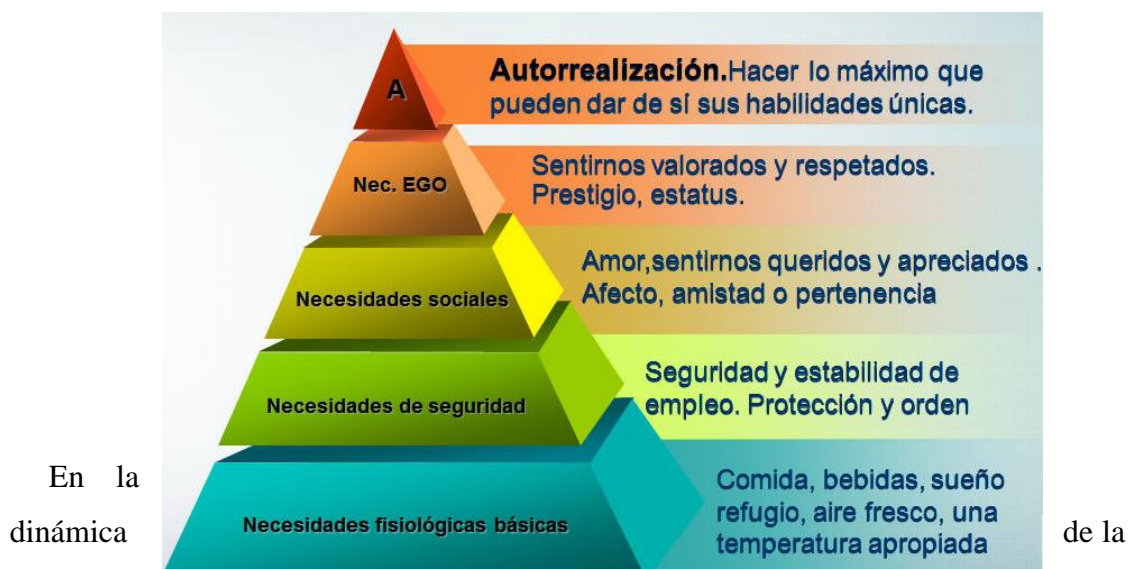 A
Autorrealización.Hacer lo máximo que
pueden dar de sí sus habilidades únicas.
Nec. EGO
Sentirnos valorados y respetados.
Prestigio, estatus.
Necesidades sociales
Amor,sentirnos queridos y apreciados .
Afecto, amistad o pertenencia
Necesidades de seguridad
Seguridad y estabilidad de
empleo. Protección y orden
Necesidades fisiológicas básicas
Comida, bebidas, sueño
refugio, aire fresco, una
temperatura apropiada
En la
dinámica de la